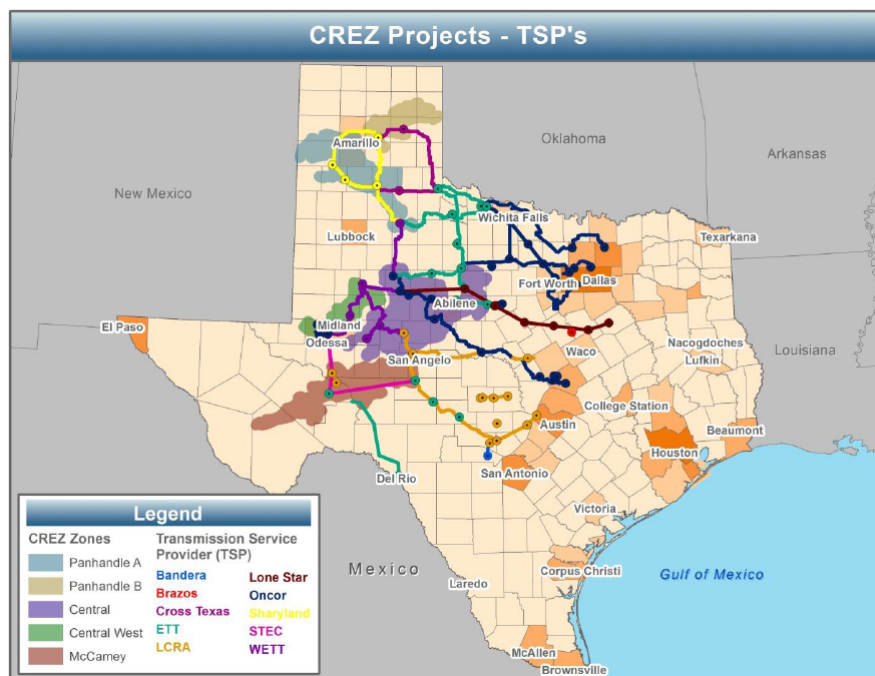 CREZ Projects - TSP's
Oklahoma
Amarillo
Arkansas
New Mexico
Wichita Falls
Lubbock
Texarkana
Fort Worth
Dallas
Abilene
El Paso
Midland
Odessa
Nacogdoches
Louisiana
Waco
San Angelo
Lufkin
College Station
Austin
Beaumont
Houston
Del Rio
San Antonio
Victoria
Mexico
Corpus Christi
Gulf of Mexico
Laredo
McAllen
Brownsville
Legend
CREZ Zones
Panhandle A
Panhandle B
Central
Central West
McCamey
Transmission Service
Provider (TSP)
Bandera
Brazos
Cross Texas
ETT
LCRA
Lone Star
Oncor
Sharyland
STEC
WETT